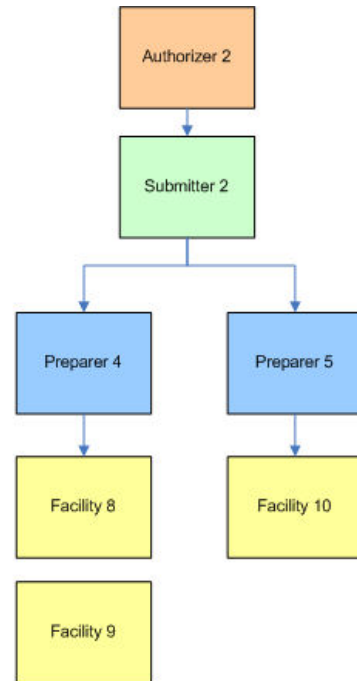 Authorizer 2
Submitter 2
Preparer 4
Preparer 5
Facility 8
Facility 10
Facility 9